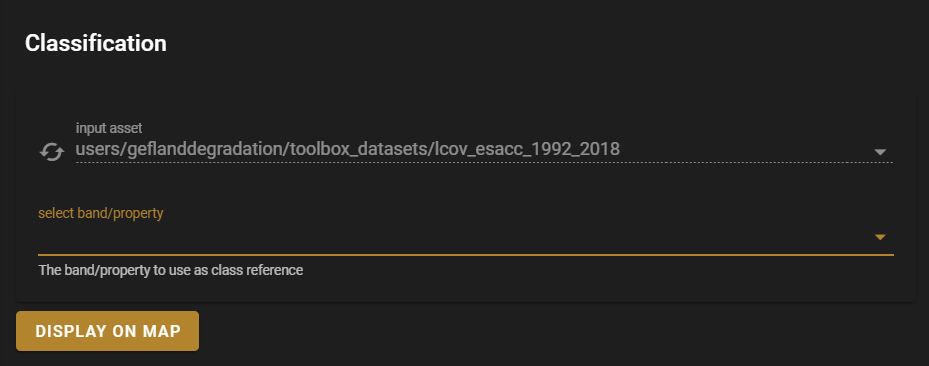 Classification
input asset
users/geflanddegradation/toolbox_datasets/lcov_esacc_1992_2018
select band/property
The band/property to use as class reference
DISPLAY ON MAP